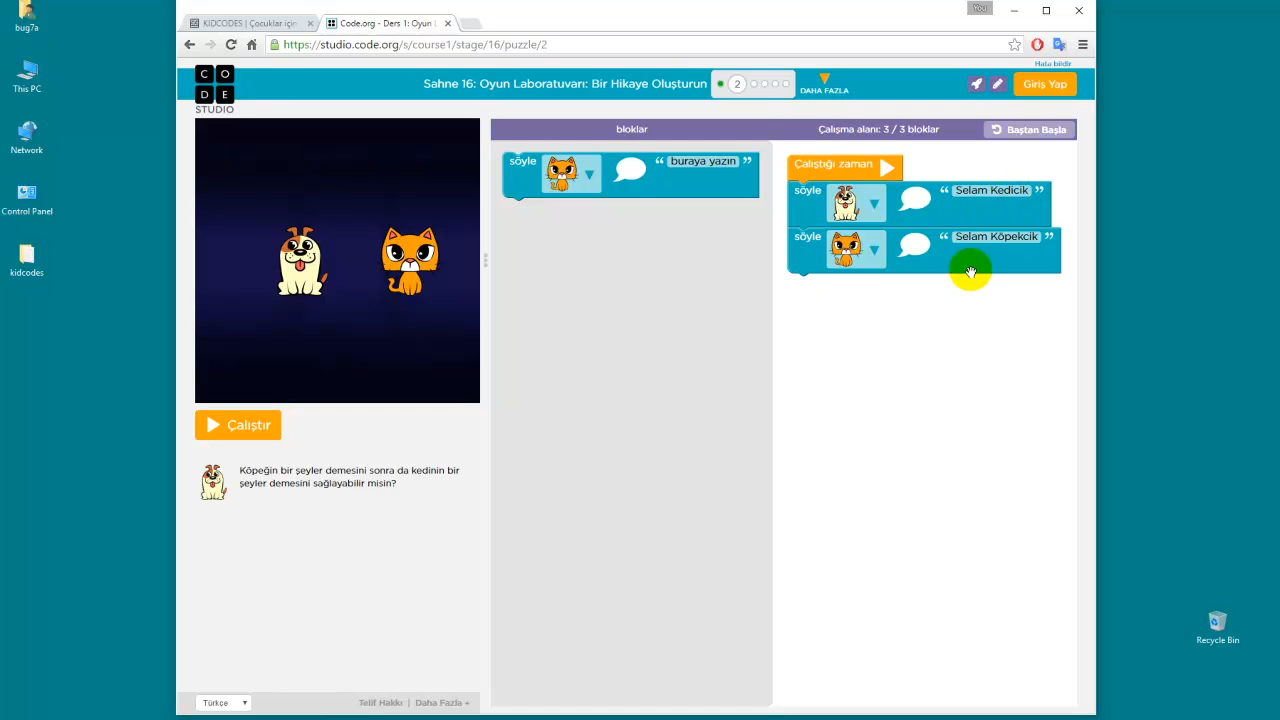 bug7a
This PC
Network
Control Panel
kidcodes
Recycle Bin
KIDCODES | Çocuklar için
Code.org - Ders 1: Oyun L
You
https://studio.code.org/s/course1/stage/16/puzzle/2
Hata bildir
C O
D E
STUDIO
Sahne 16: Oyun Laboratuvarı: Bir Hikaye Oluşturun
2
DAHA FAZLA
Giriş Yap
bloklar
Çalışma alanı: 3 / 3 bloklar
Baştan Başla
söyle “ buraya yazın ”
Çalıştığı zaman
söyle “ Selam Kedicik ”
söyle “ Selam Köpekcik ”
Çalıştır
Köpeğin bir şeyler demesini sonra da kedinin bir
şeyler demesini sağlayabilir misin?
Türkçe
Telif Hakkı | Daha Fazla